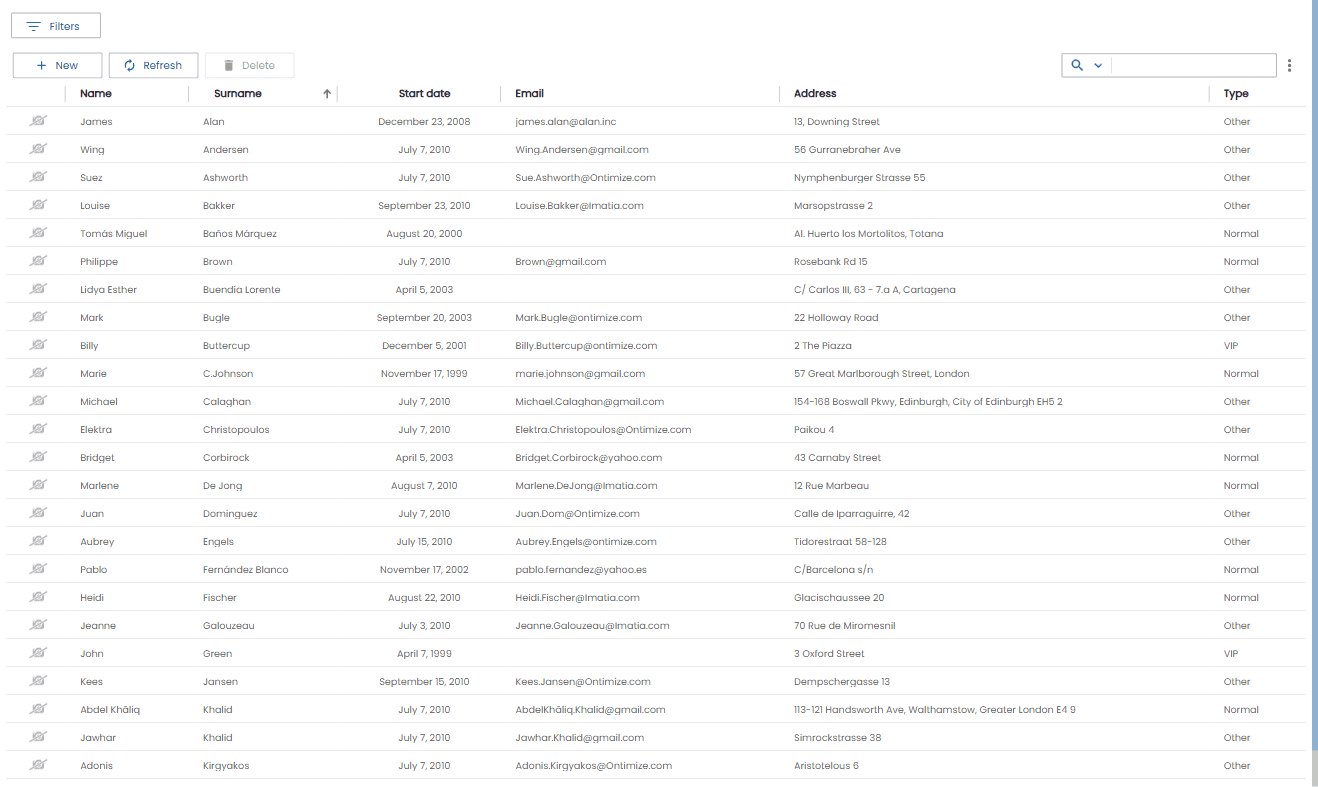 Filters
New Refresh Delete
Name Surname Start date Email Address Type
James Alan December 23, 2008 james.alan@alan.inc 13, Downing Street Other
Wing Andersen July 7, 2010 Wing.Andersen@gmail.com 56 Gurranebraher Ave Other
Suez Ashworth July 7, 2010 Sue.Ashworth@Ontimize.com Nymphenburger Strasse 55 Other
Louise Bakker September 23, 2010 Louise.Bakker@Imatia.com Marsopstrasse 2 Other
Tomás Miguel Baños Márquez August 20, 2000 Al. Huerto los Mortolitos, Totana Normal
Philippe Brown July 7, 2010 Brown@gmail.com Rosebank Rd 15 Normal
Lidya Esther Buendía Lorente April 5, 2003 C/ Carlos III, 63 - 7.a A, Cartagena Other
Mark Bugle September 20, 2003 Mark.Bugle@ontimize.com 22 Holloway Road Other
Billy Buttercup December 5, 2001 Billy.Buttercup@ontimize.com 2 The Piazza VIP
Marie C.Johnson November 17, 1999 marie.johnson@gmail.com 57 Great Marlborough Street, London Normal
Michael Calaghan July 7, 2010 Michael.Calaghan@gmail.com 154-168 Boswall Pkwy, Edinburgh, City of Edinburgh EH5 2 Other
Elektra Christopoulos July 7, 2010 Elektra.Christopoulos@Ontimize.com Paikou 4 Other
Bridget Corbirock April 5, 2003 Bridget.Corbirock@yahoo.com 43 Carnaby Street Normal
Marlene De Jong August 7, 2010 Marlene.DeJong@Imatia.com 12 Rue Marbeau Normal
Juan Dominguez July 7, 2010 Juan.Dom@Ontimize.com Calle de Iparraguirre, 42 Other
Aubrey Engels July 15, 2010 Aubrey.Engels@ontimize.com Tidorestraat 58-128 Other
Pablo Fernández Blanco November 17, 2002 pablo.fernandez@yahoo.es C/Barcelona s/n Normal
Heidi Fischer August 22, 2010 Heidi.Fischer@Imatia.com Glacischaussee 20 Normal
Jeanne Galouzeau July 3, 2010 Jeanne.Galouzeau@Imatia.com 70 Rue de Miromesnil Other
John Green April 7, 1999 3 Oxford Street VIP
Kees Jansen September 15, 2010 Kees.Jansen@Ontimize.com Dempschergasse 13 Other
Abdel Khāliq Khalid July 7, 2010 AbdelKhāliq.Khalid@gmail.com 113-121 Handsworth Ave, Walthamstow, Greater London E4 9 Normal
Jawhar Khalid July 7, 2010 Jawhar.Khalid@gmail.com Simrockstrasse 38 Other
Adonis Kirgyakos July 7, 2010 Adonis.Kirgyakos@Ontimize.com Aristotelous 6 Other